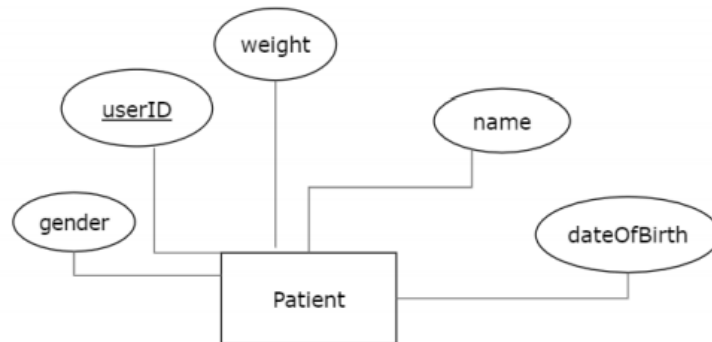 weight
userID
name
gender
dateOfBirth
Patient